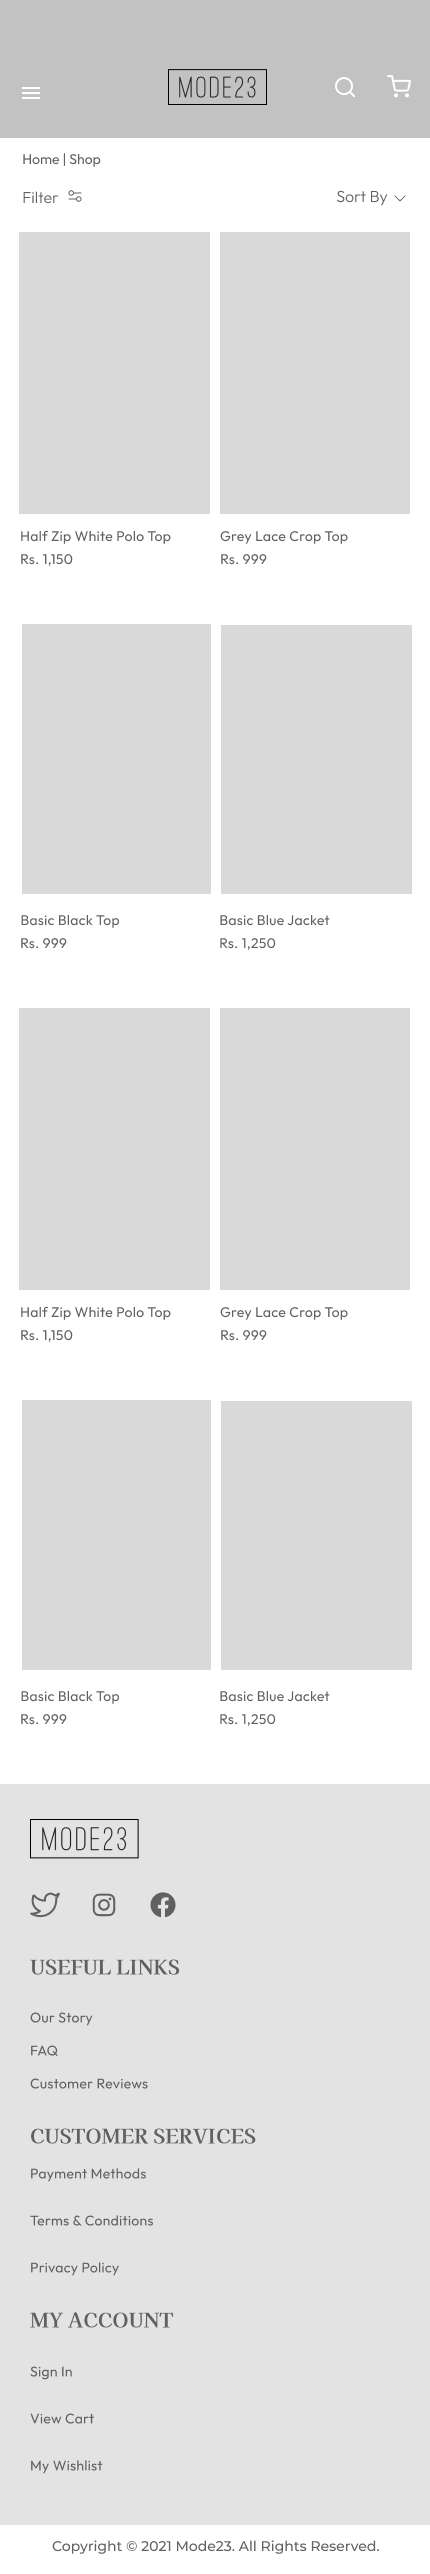 MODE23
Home | Shop
Filter
Sort By
Half Zip White Polo Top
Rs. 1,150
Grey Lace Crop Top
Rs. 999
Basic Black Top
Rs. 999
Basic Blue Jacket
Rs. 1,250
Half Zip White Polo Top
Rs. 1,150
Grey Lace Crop Top
Rs. 999
Basic Black Top
Rs. 999
Basic Blue Jacket
Rs. 1,250
MODE23
USEFUL LINKS
Our Story
FAQ
Customer Reviews
CUSTOMER SERVICES
Payment Methods
Terms & Conditions
Privacy Policy
MY ACCOUNT
Sign In
View Cart
My Wishlist
Copyright © 2021 Mode23. All Rights Reserved.